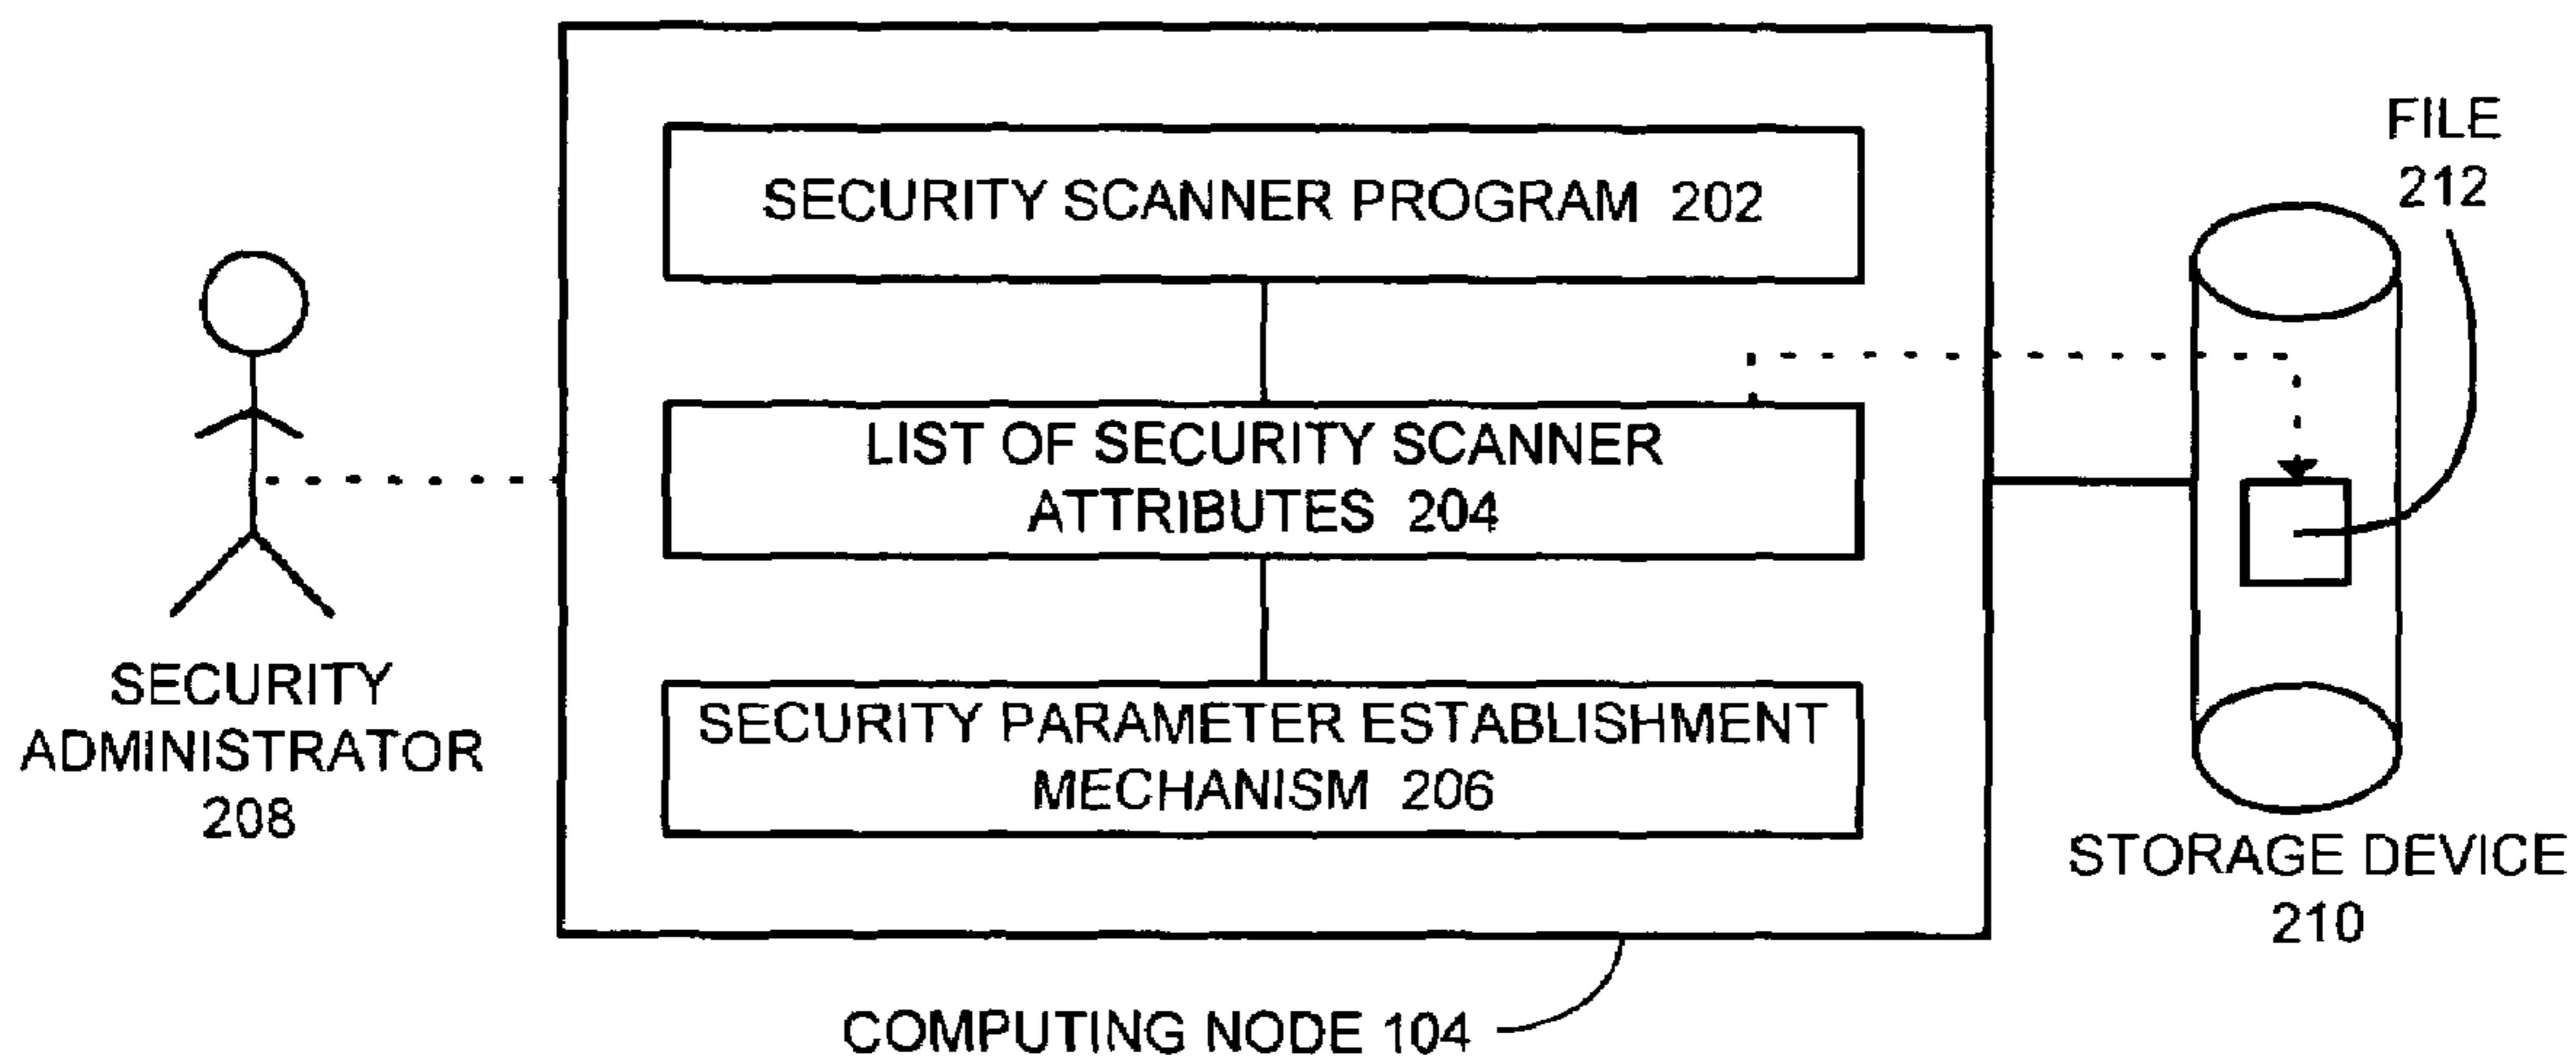 FILE
212
SECURITY SCANNER PROGRAM 202
LIST OF SECURITY SCANNER
ATTRIBUTES 204
SECURITY PARAMETER ESTABLISHMENT
MECHANISM 206
SECURITY
ADMINISTRATOR
208
STORAGE DEVICE
210
COMPUTING NODE 104